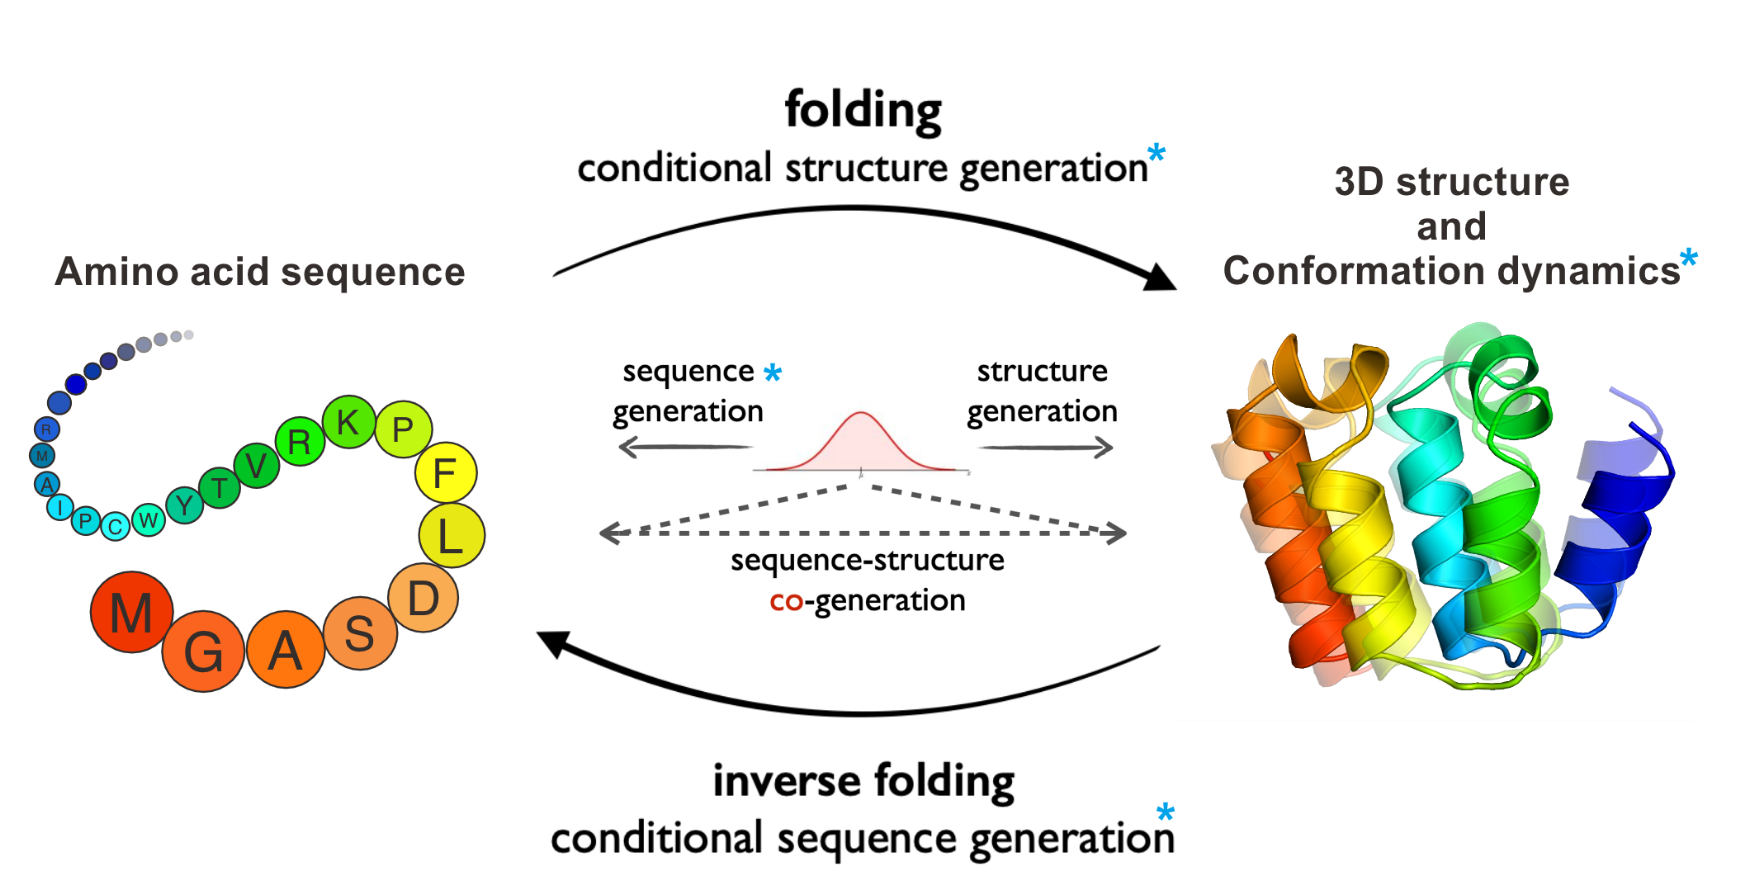 folding
conditional structure generation*
3D structure
and
Conformation dynamics*
Amino acid sequence
sequence *
generation
structure
generation
sequence-structure
co-generation
R
M
A
I
P
C
W
Y
T
V
R
K
P
F
L
D
S
A
G
M
inverse folding
conditional sequence generation*